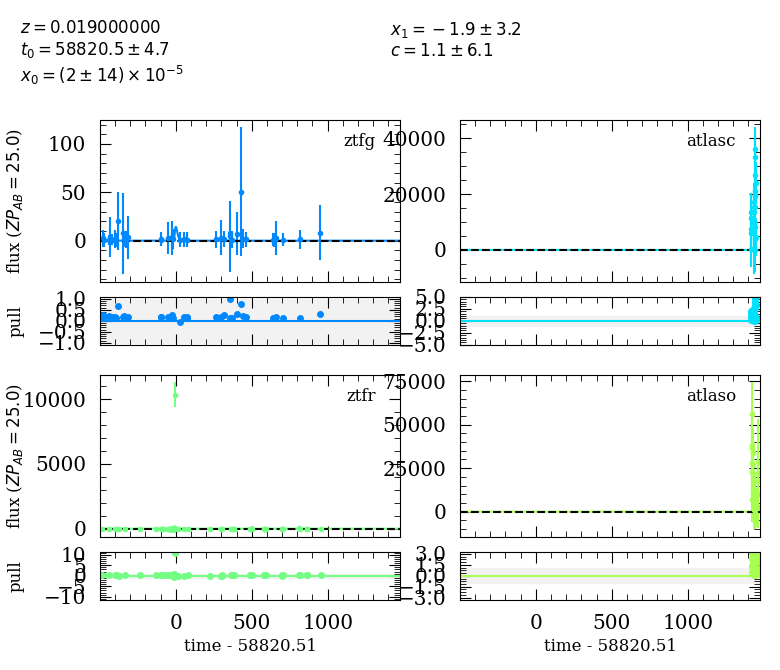 z = 0.019000000
t₀ = 58820.5 ± 4.7
x₀ = (2 ± 14) × 10⁻⁵
x₁ = −1.9 ± 3.2
c = 1.1 ± 6.1
flux (ZP_AB = 25.0)
100
50
0
ztfg
40000
20000
0
atlasc
pull
1.0
0.5
0.0
−0.5
−1.0
5.0
2.5
0.0
−2.5
−5.0
flux (ZP_AB = 25.0)
10000
5000
0
ztfr
75000
50000
25000
0
atlaso
pull
10
5
0
−5
−10
3.0
1.5
0.0
−1.5
−3.0
0 500 1000
time - 58820.51
0 500 1000
time - 58820.51